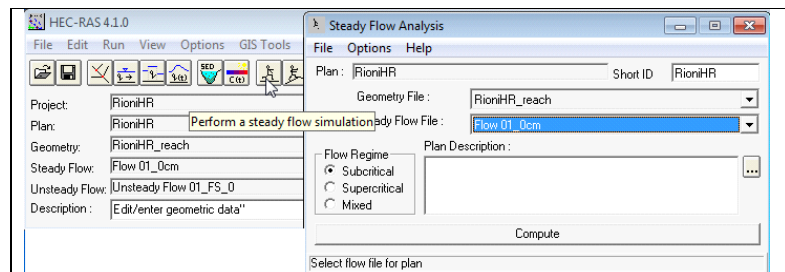 HEC-RAS 4.1.0
File Edit Run View Options GIS Tools
SED
C(t)
Project: RioniHR
Plan: RioniHR
Perform a steady flow simulation
Geometry: RioniHR_reach
Steady Flow: Flow 01_0cm
Unsteady Flow: Unsteady Flow 01_FS_0
Description : Edit/enter geometric data"
Steady Flow Analysis
File Options Help
Plan : RioniHR Short ID RioniHR
Geometry File : RioniHR_reach
ady Flow File : Flow 01_0cm
Flow Regime
Subcritical
Supercritical
Mixed
Plan Description :
...
Compute
Select flow file for plan